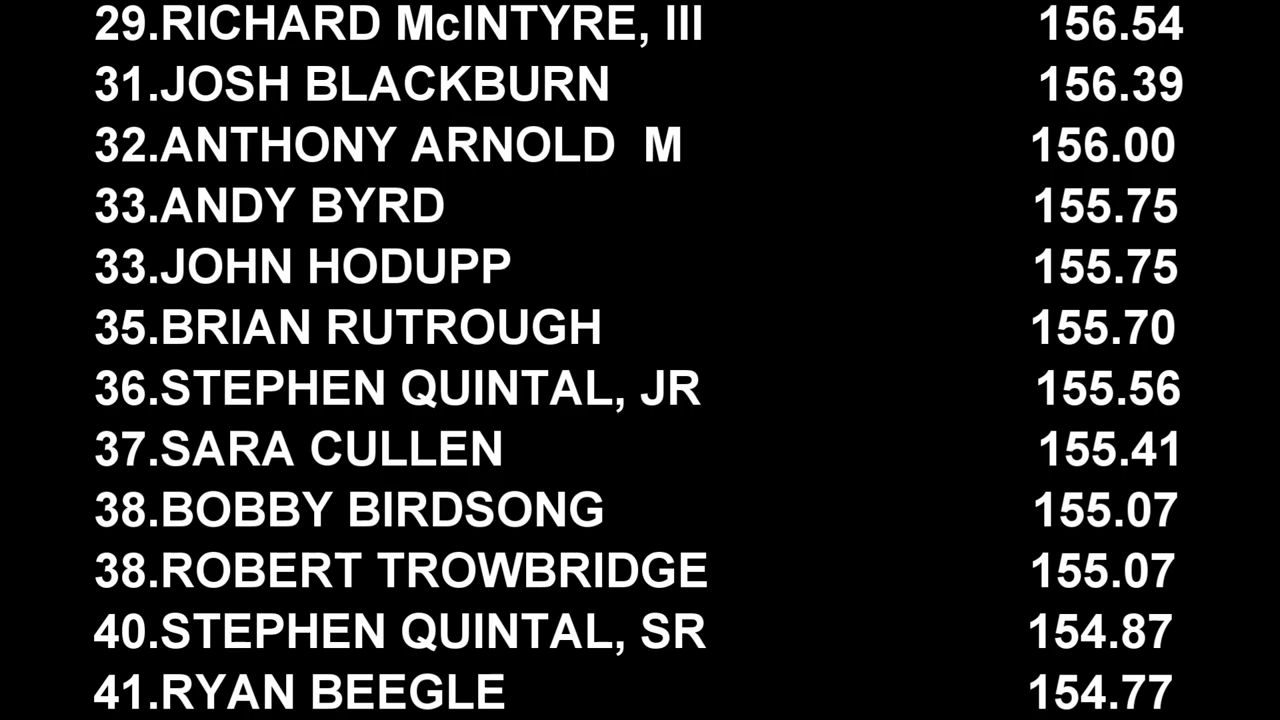 29.RICHARD McINTYRE, III 156.54
31.JOSH BLACKBURN 156.39
32.ANTHONY ARNOLD  M 156.00
33.ANDY BYRD 155.75
33.JOHN HODUPP 155.75
35.BRIAN RUTROUGH 155.70
36.STEPHEN QUINTAL, JR 155.56
37.SARA CULLEN 155.41
38.BOBBY BIRDSONG 155.07
38.ROBERT TROWBRIDGE 155.07
40.STEPHEN QUINTAL, SR 154.87
41.RYAN BEEGLE 154.77